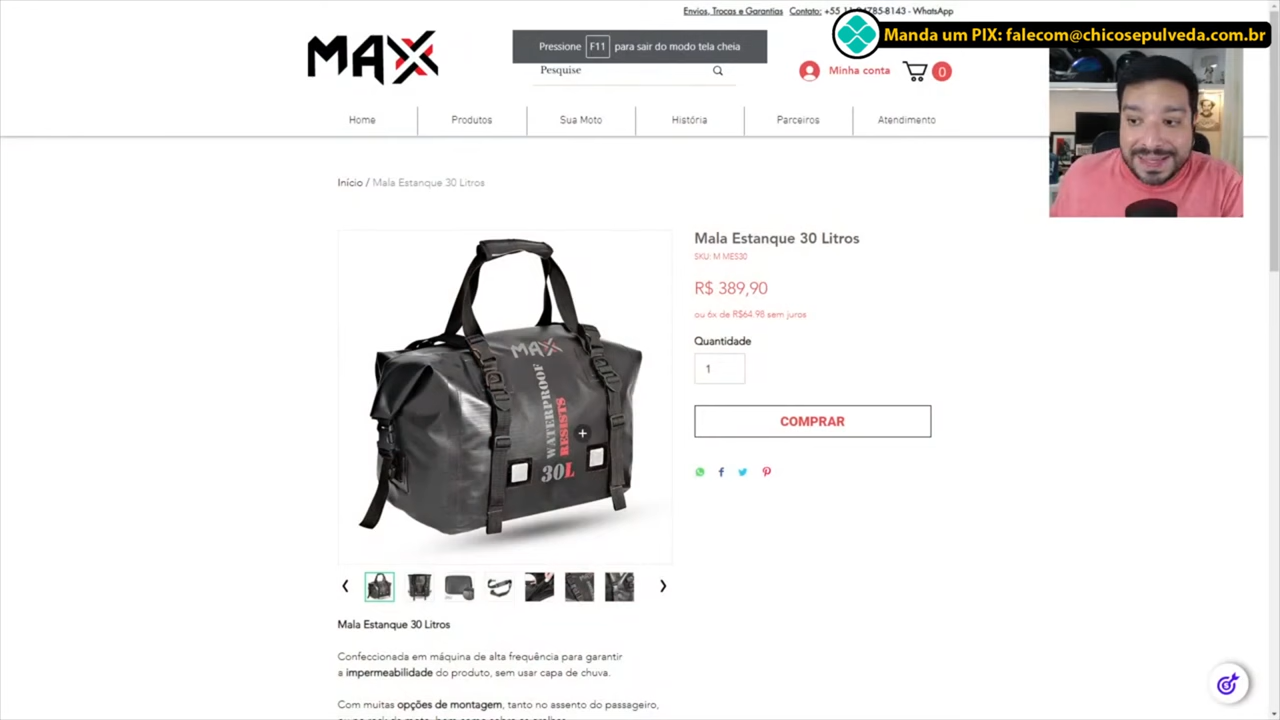 Envios, Trocas e Garantias Contato: +55 11 94785-8143 - WhatsApp
Manda um PIX: falecom@chicosepulveda.com.br
MAX
Pressione F11 para sair do modo tela cheia
Pesquise
Minha conta
0
Home
Produtos
Sua Moto
História
Parceiros
Atendimento
Início / Mala Estanque 30 Litros
MAX
WATERPROOF
RESISTS
30L
Mala Estanque 30 Litros
SKU: M MES30
R$ 389,90
ou 6x de R$64.98 sem juros
Quantidade
1
COMPRAR
Mala Estanque 30 Litros
Confeccionada em máquina de alta frequência para garantir
a impermeabilidade do produto, sem usar capa de chuva.
Com muitas opções de montagem, tanto no assento do passageiro,